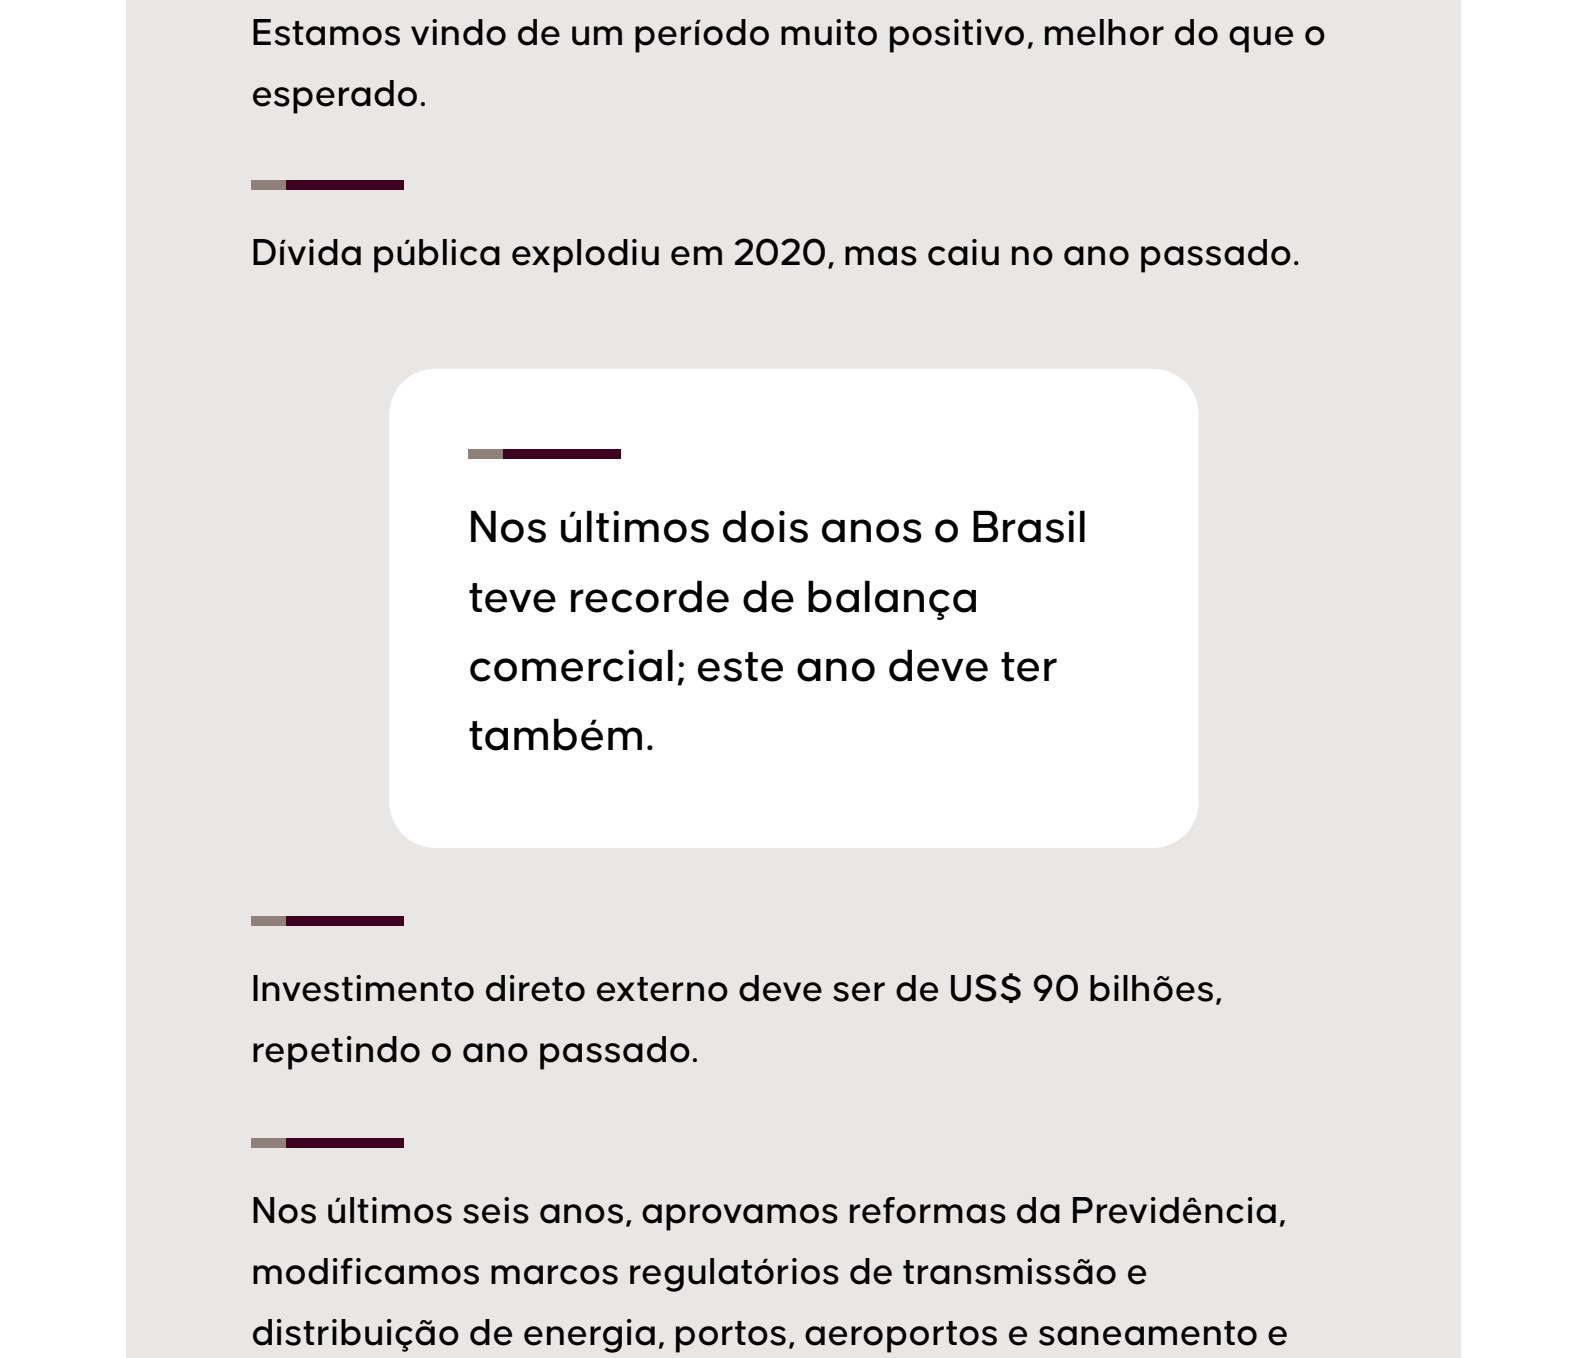 Estamos vindo de um período muito positivo, melhor do que o
esperado.
Dívida pública explodiu em 2020, mas caiu no ano passado.
Nos últimos dois anos o Brasil
teve recorde de balança
comercial; este ano deve ter
também.
Investimento direto externo deve ser de US$ 90 bilhões,
repetindo o ano passado.
Nos últimos seis anos, aprovamos reformas da Previdência,
modificamos marcos regulatórios de transmissão e
distribuição de energia, portos, aeroportos e saneamento e